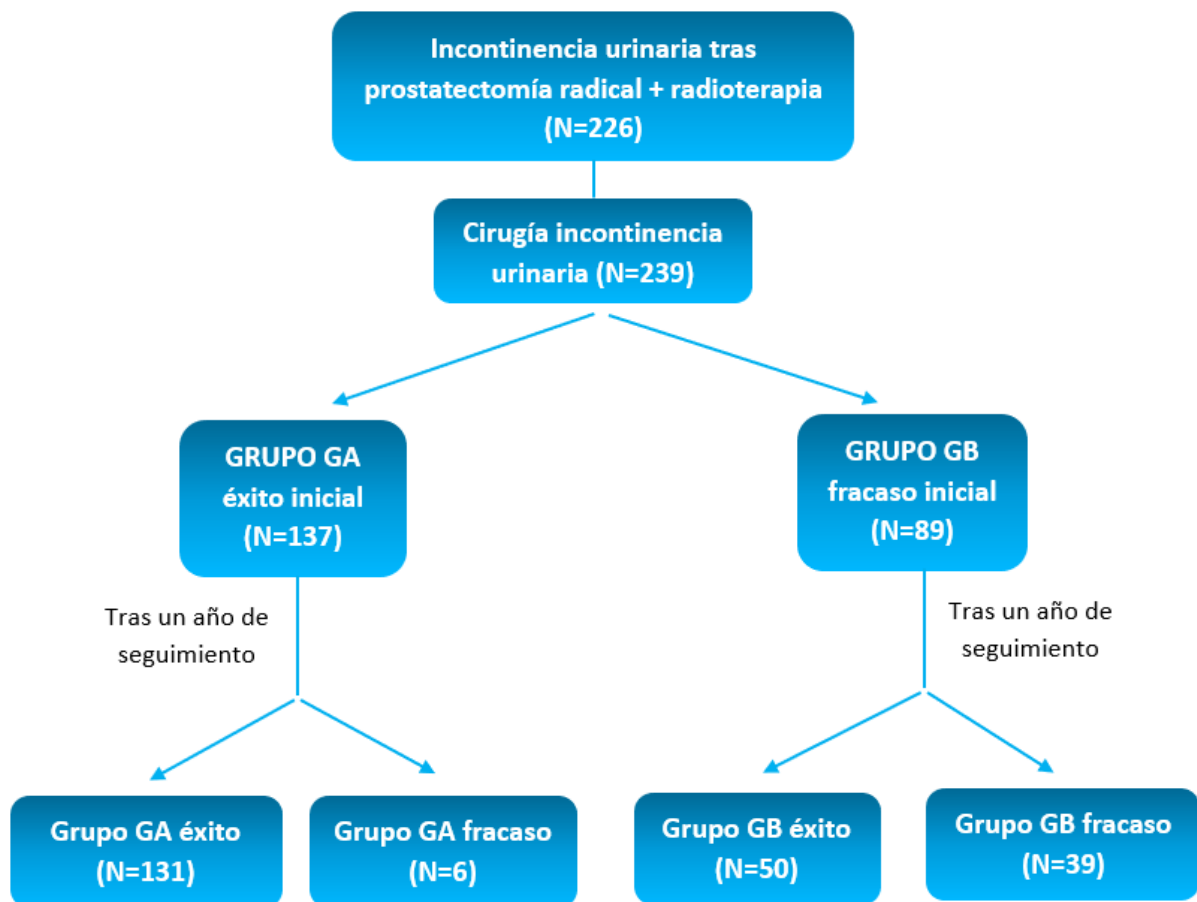 Incontinencia urinaria tras
prostatectomía radical + radioterapia
(N=226)
Cirugía incontinencia
urinaria (N=239)
GRUPO GA
éxito inicial
(N=137)
GRUPO GB
fracaso inicial
(N=89)
Tras un año de
seguimiento
Tras un año de
seguimiento
Grupo GA éxito
(N=131)
Grupo GA fracaso
(N=6)
Grupo GB éxito
(N=50)
Grupo GB fracaso
(N=39)